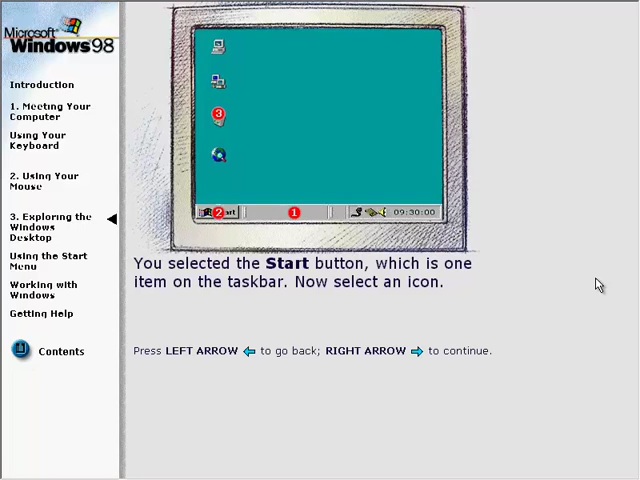 Microsoft
Windows98
Introduction
1. Meeting Your
Computer
Using Your
Keyboard
2. Using Your
Mouse
3. Exploring the
Windows
Desktop
Using the Start
Menu
Working with
Windows
Getting Help
Contents
3
2
1
09:30:00
You selected the Start button, which is one
item on the taskbar. Now select an icon.
Press LEFT ARROW to go back; RIGHT ARROW to continue.